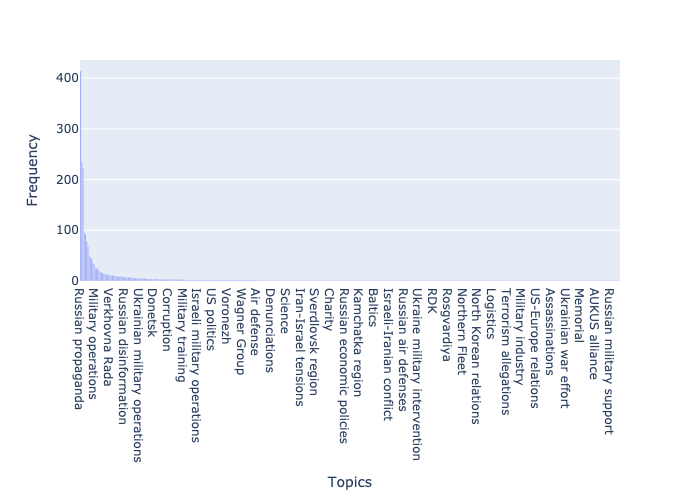 400
300
200
100
0
Frequency
Russian propaganda
Military operations
Verkhovna Rada
Russian disinformation
Ukrainian military operations
Donetsk
Corruption
Military training
Israeli military operations
US politics
Voronezh
Wagner Group
Air defense
Denunciations
Science
Iran-Israel tensions
Sverdlovsk region
Charity
Russian economic policies
Kamchatka region
Baltics
Israeli-Iranian conflict
Russian air defenses
Ukraine military intervention
RDK
Rosgvardiya
Northern Fleet
North Korean relations
Logistics
Terrorism allegations
Military industry
US-Europe relations
Assassinations
Ukrainian war effort
Memorial
AUKUS alliance
Russian military support
Topics